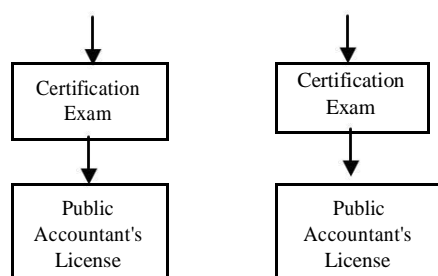 Certification
Exam
Public
Accountant's
License
Certification
Exam
Public
Accountant's
License